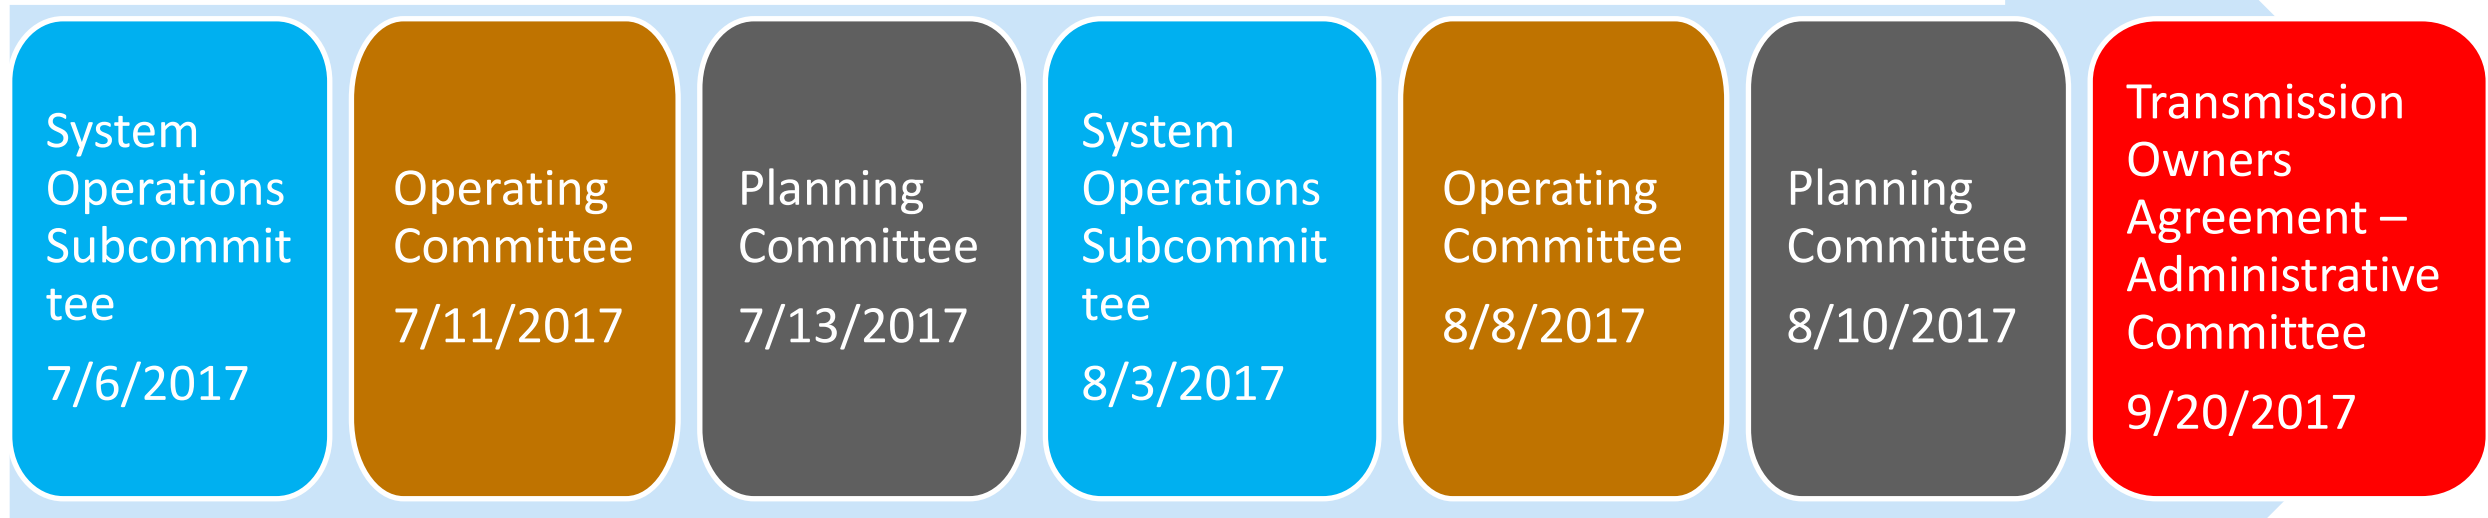 System
Operations
Subcommit
tee
7/6/2017
Operating
Committee
7/11/2017
Planning
Committee
7/13/2017
System
Operations
Subcommit
tee
8/3/2017
Operating
Committee
8/8/2017
Planning
Committee
8/10/2017
Transmission
Owners
Agreement –
Administrative
Committee
9/20/2017